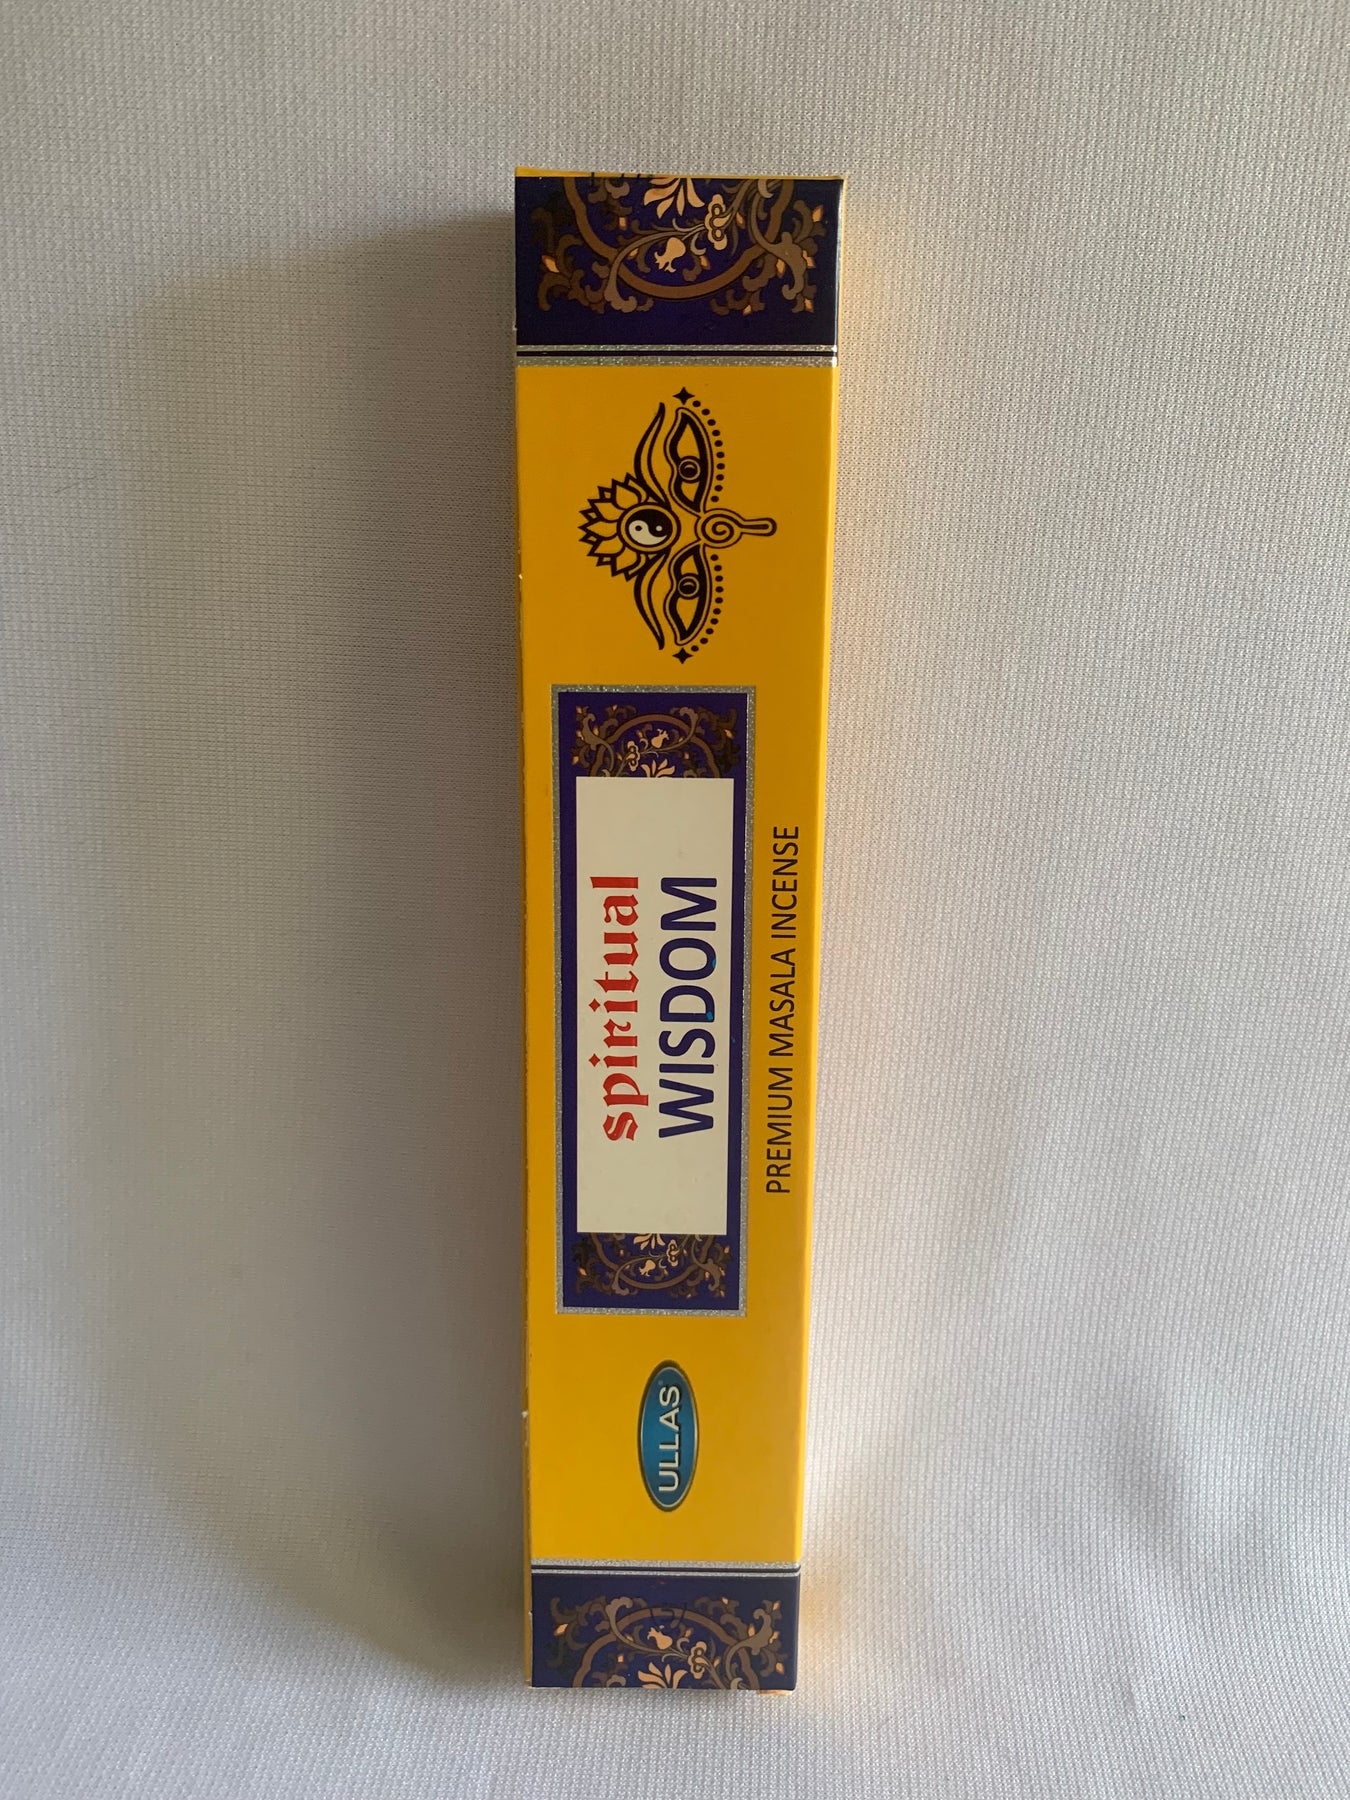 spiritual
WISDOM
PREMIUM MASALA INCENSE
ULLAS